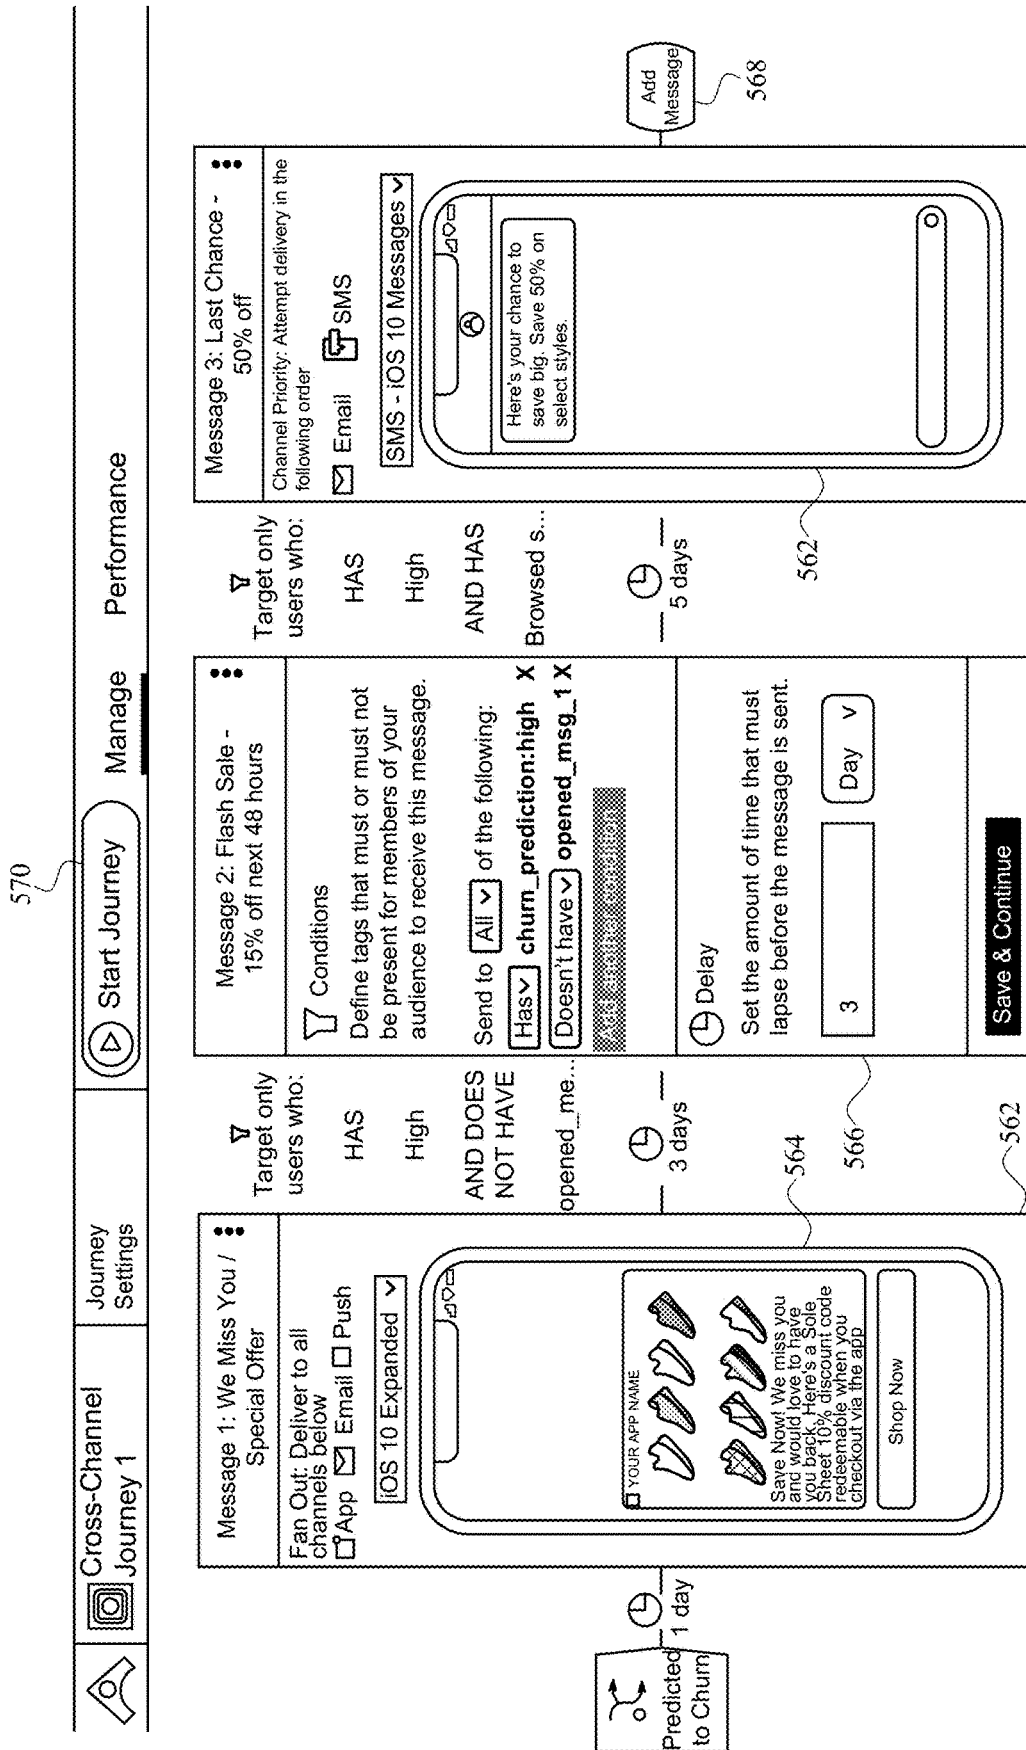 570
Cross-Channel
Journey 1
Journey
Settings
Start Journey
Manage
Performance
Predicted
to Churn
1 day
Message 1: We Miss You /
Special Offer
Fan Out: Deliver to all
channels below
App Email Push
iOS 10 Expanded
YOUR APP NAME
Save Now! We miss you
and would love to have
you back. Here's a Sole
Sheet 10% discount code
redeemable when you
checkout via the app
Shop Now
564
562
Target only
users who:
HAS
High
AND DOES
NOT HAVE
opened_me...
3 days
566
Message 2: Flash Sale -
15% off next 48 hours
Conditions
Define tags that must or must not
be present for members of your
audience to receive this message.
Send to All of the following:
Has churn_prediction:high X
Doesn't have opened_msg_1 X
Add another condition
Delay
Set the amount of time that must
lapse before the message is sent.
3 Day
Save & Continue
Target only
users who:
HAS
High
AND HAS
Browsed s...
5 days
562
Message 3: Last Chance -
50% off
Channel Priority: Attempt delivery in the
following order
Email SMS
SMS - iOS 10 Messages
Here's your chance to
save big. Save 50% on
select styles.
Add
Message
568